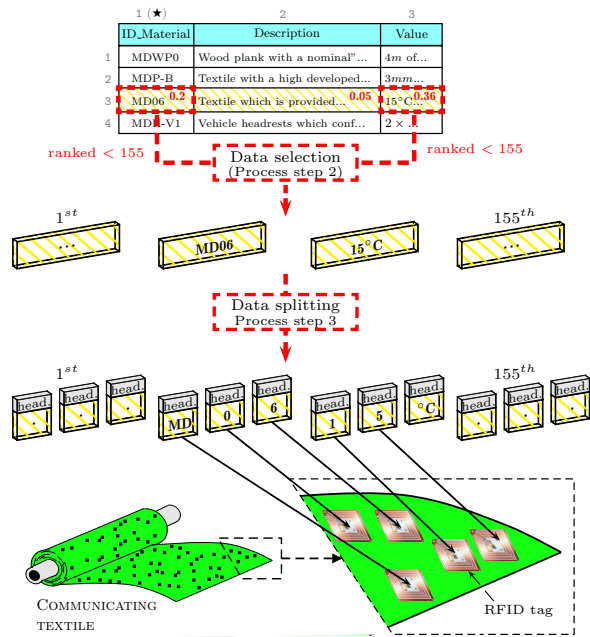 1 (★) 2 3
ID_Material Description Value
1 MDWP0 Wood plank with a nominal”... 4m of...
2 MDP-B Textile with a high developed... 3mm...
3 MD06 0.2 Textile which is provided... 0.05 15°C... 0.36
4 -V1 Vehicle headrests which conf... 2 × ...
ranked < 155 ranked < 155
Data selection
(Process step 2)
1st 155th
... MD06 15°C ...
Data splitting
Process step 3
1st 155th
head. head. head. head. head. head. head. head. head. head. head. head.
. . . MD 0 6 1 5 °C . . .
RFID tag
Communicating
textile